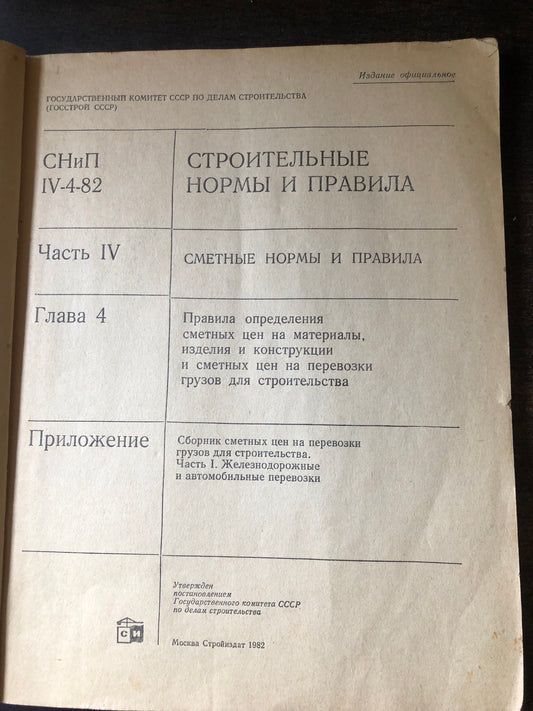 Издание официальное
ГОСУДАРСТВЕННЫЙ КОМИТЕТ СССР ПО ДЕЛАМ СТРОИТЕЛЬСТВА
(ГОССТРОЙ СССР)
СНиП
IV-4-82
СТРОИТЕЛЬНЫЕ
НОРМЫ И ПРАВИЛА
Часть IV
СМЕТНЫЕ НОРМЫ И ПРАВИЛА
Глава 4
Правила определения
сметных цен на материалы,
изделия и конструкции
и сметных цен на перевозки
грузов для строительства
Приложение
Сборник сметных цен на перевозки
грузов для строительства.
Часть I. Железнодорожные
и автомобильные перевозки
Утвержден
постановлением
Государственного комитета СССР
по делам строительства
СИ
Москва Стройиздат 1982